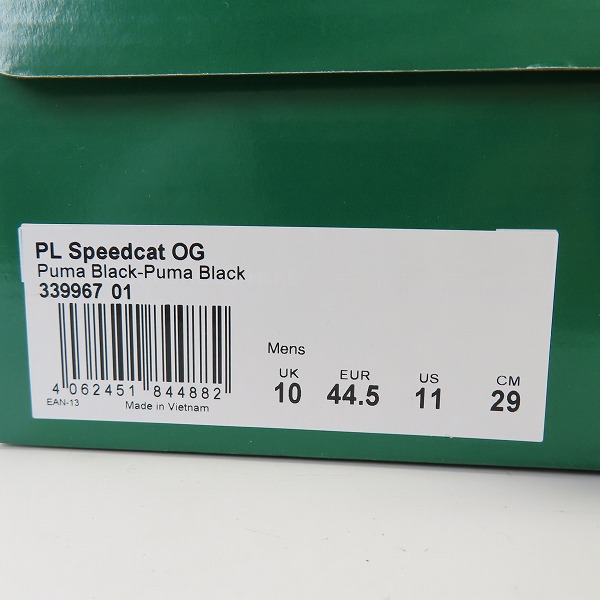 PL Speedcat OG
Puma Black-Puma Black
339967 01
4 062451 844882
EAN-13 Made in Vietnam
Mens
UK EUR US CM
10 44.5 11 29